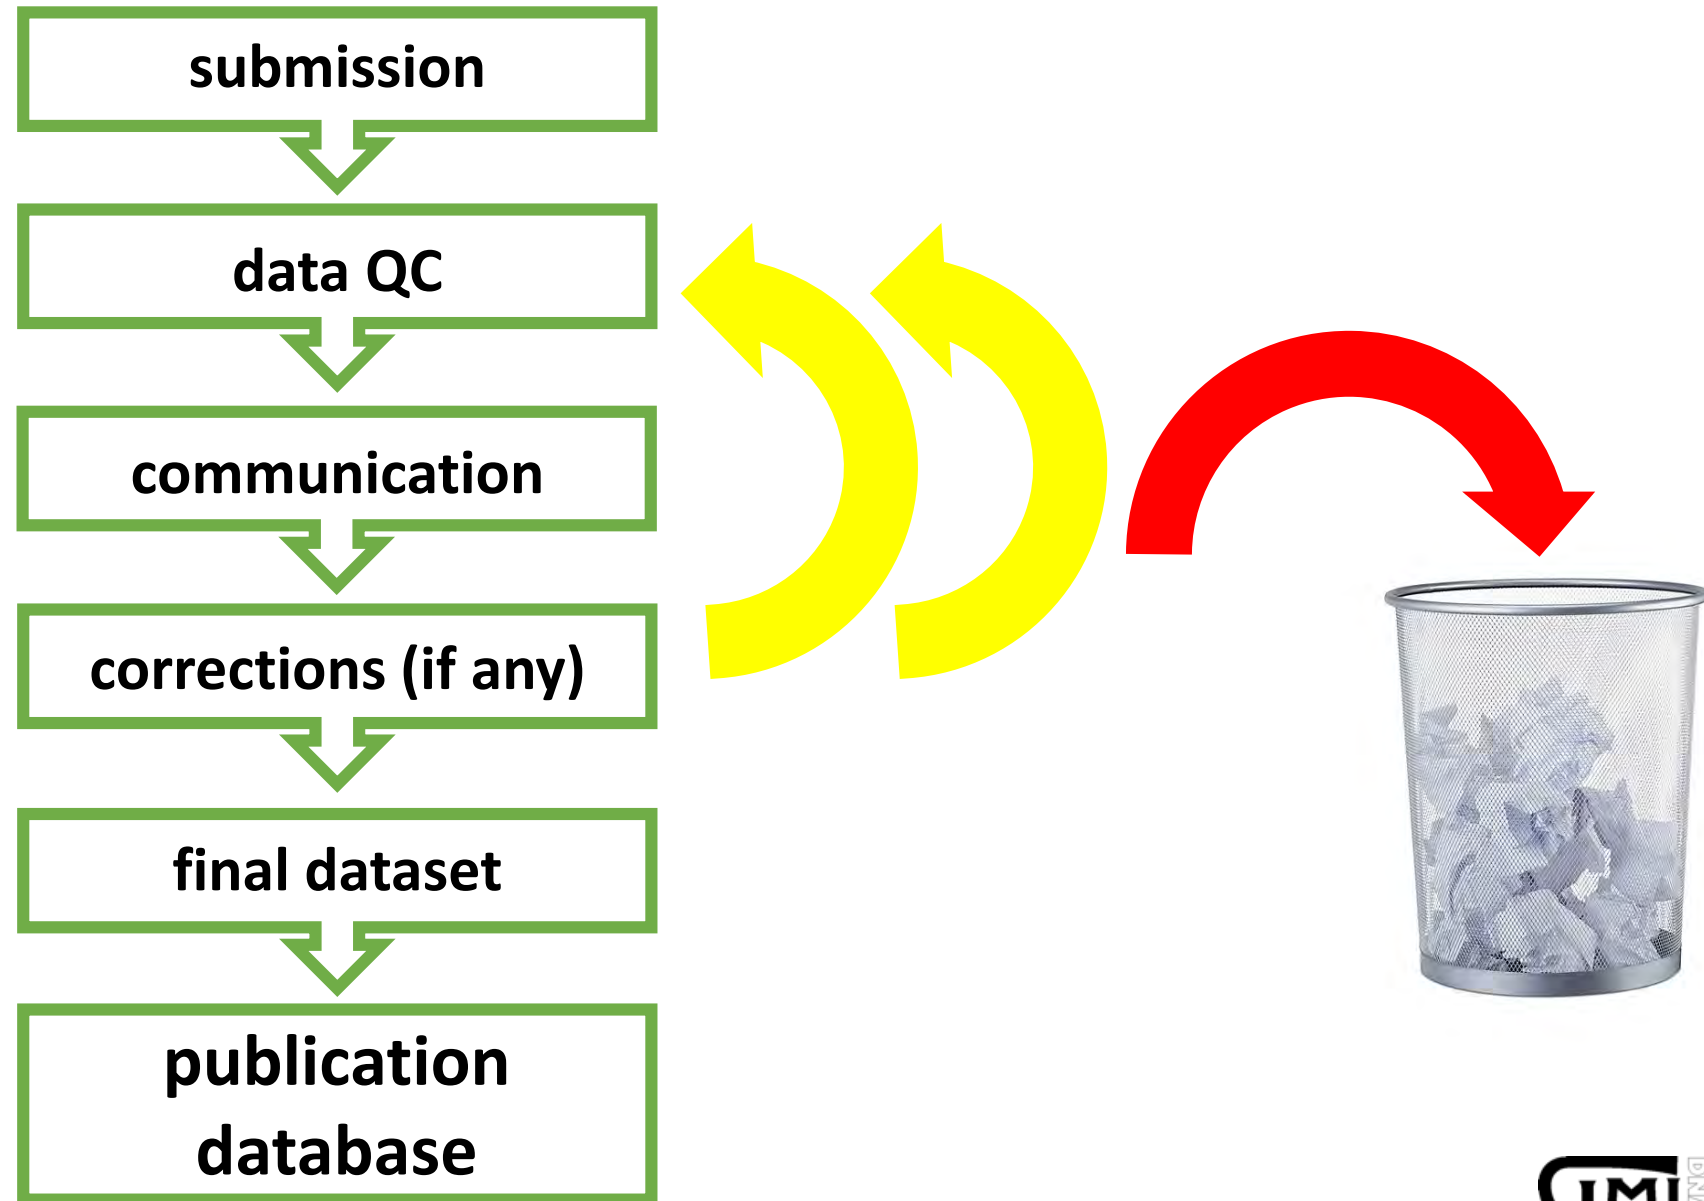 submission
data QC
communication
corrections (if any)
final dataset
publication
database